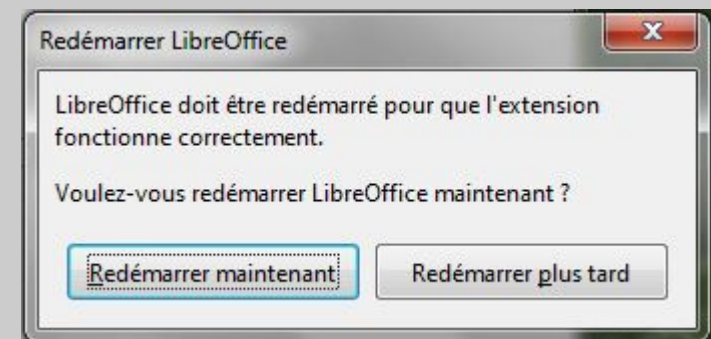 Redémarrer LibreOffice
LibreOffice doit être redémarré pour que l'extension
fonctionne correctement.
Voulez-vous redémarrer LibreOffice maintenant ?
Redémarrer maintenant
Redémarrer plus tard